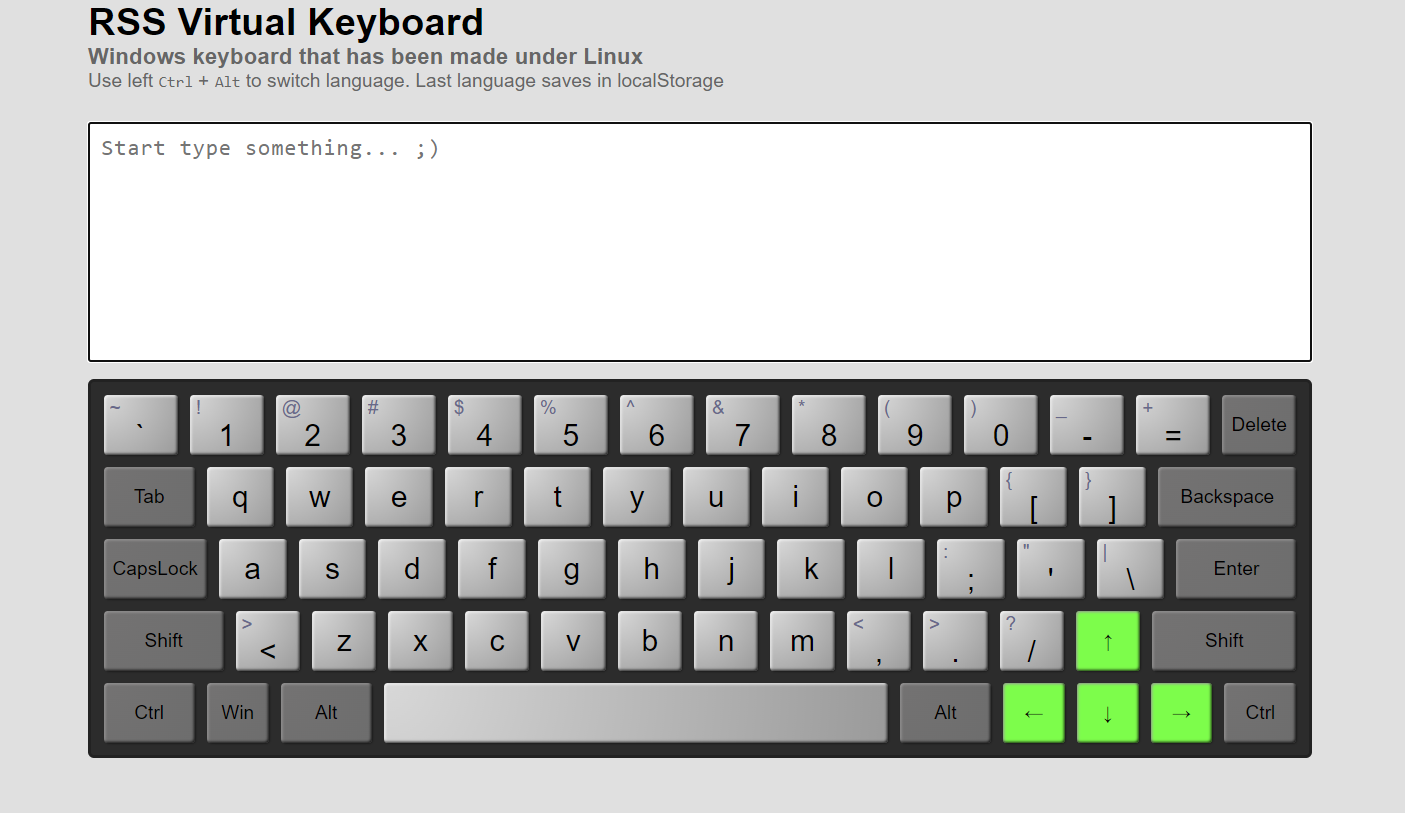 RSS Virtual Keyboard
Windows keyboard that has been made under Linux
Use left Ctrl + Alt to switch language. Last language saves in localStorage
Start type something... ;)
~ ` ! 1 @ 2 # 3 $ 4 % 5 ^ 6 & 7 * 8 ( 9 ) 0 _ - + = Delete
Tab q w e r t y u i o p { [ } ] Backspace
CapsLock a s d f g h j k l : ; " ' | \ Enter
Shift > < z x c v b n m < , > . ? / ↑ Shift
Ctrl Win Alt Alt ← ↓ → Ctrl